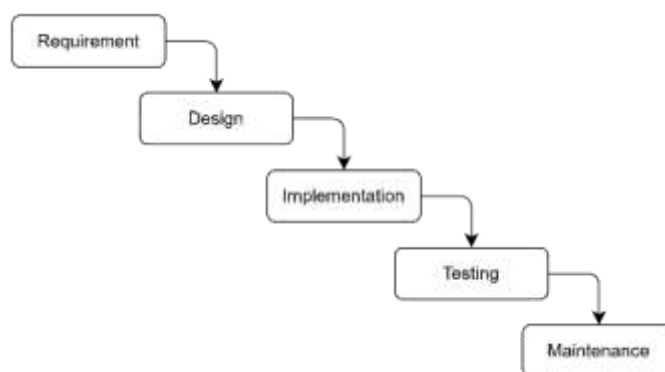 Requirement
Design
Implementation
Testing
Maintenance